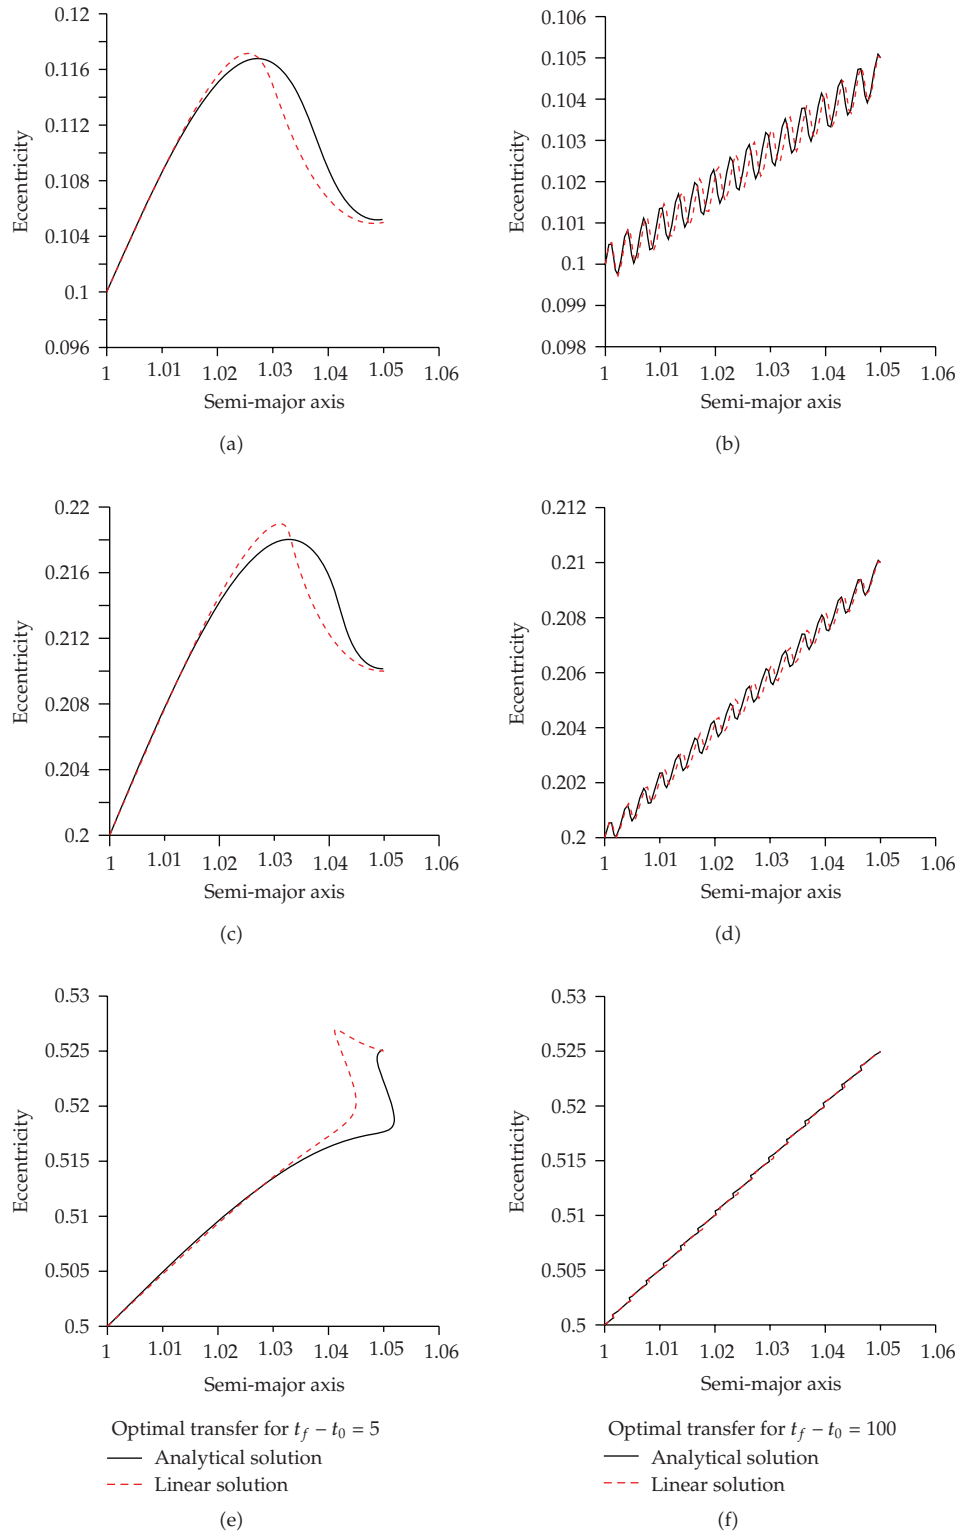 0.12
0.116
0.112
0.108
0.104
0.1
0.096
Eccentricity
1 1.01 1.02 1.03 1.04 1.05 1.06
Semi-major axis
(a)
0.106
0.105
0.104
0.103
0.102
0.101
0.1
0.099
0.098
Eccentricity
1 1.01 1.02 1.03 1.04 1.05 1.06
Semi-major axis
(b)
0.22
0.216
0.212
0.208
0.204
0.2
Eccentricity
1 1.01 1.02 1.03 1.04 1.05 1.06
Semi-major axis
(c)
0.212
0.21
0.208
0.206
0.204
0.202
0.2
Eccentricity
1 1.01 1.02 1.03 1.04 1.05 1.06
Semi-major axis
(d)
0.53
0.525
0.52
0.515
0.51
0.505
0.5
Eccentricity
1 1.01 1.02 1.03 1.04 1.05 1.06
Semi-major axis
Optimal transfer for t_f − t_0 = 5
Analytical solution
Linear solution
(e)
0.53
0.525
0.52
0.515
0.51
0.505
0.5
Eccentricity
1 1.01 1.02 1.03 1.04 1.05 1.06
Semi-major axis
Optimal transfer for t_f − t_0 = 100
Analytical solution
Linear solution
(f)